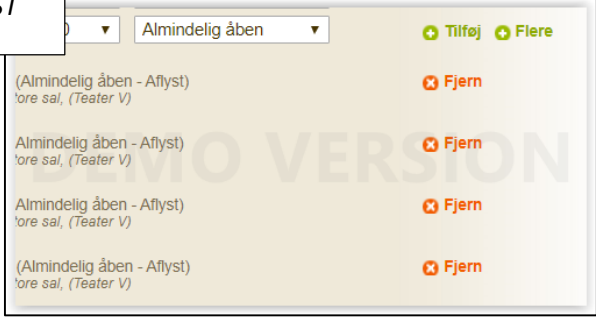 Almindelig åben Tilføj Flere
(Almindelig åben - Aflyst) Fjern
sal, (Teater V)
Almindelig åben - Aflyst) Fjern
sal, (Teater V)
DEMO VERSION
Almindelig åben - Aflyst) Fjern
sal, (Teater V)
(Almindelig åben - Aflyst) Fjern
sal, (Teater V)